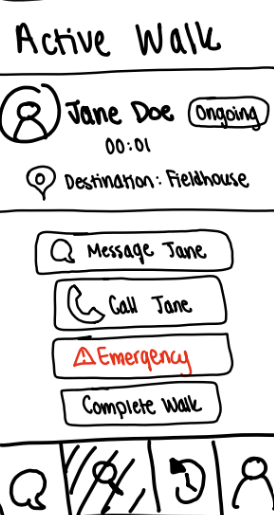 Active Walk
Jane Doe Ongoing
00:01
Destination: Fieldhouse
Message Jane
Call Jane
Emergency
Complete Walk